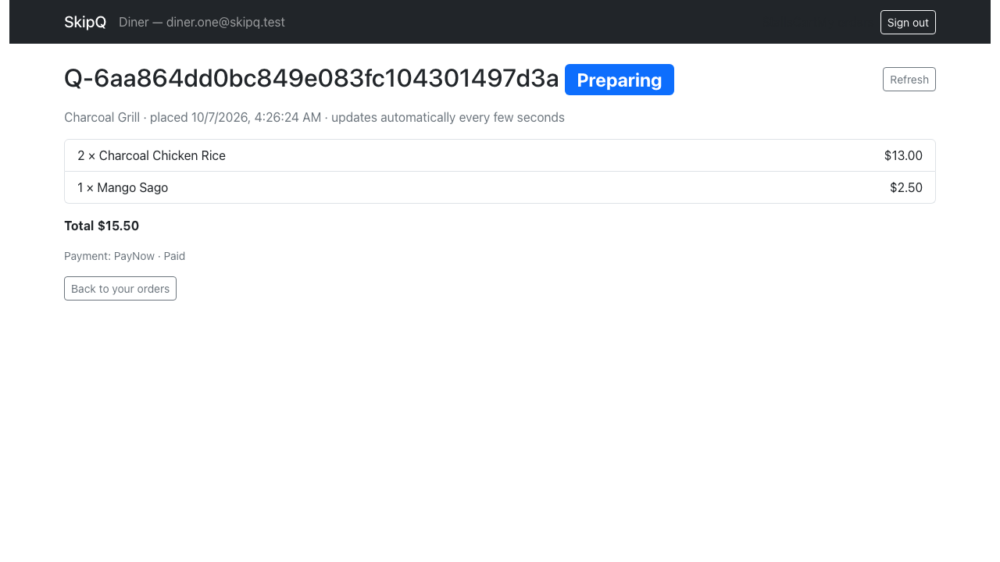 SkipQ Diner — diner.one@skipq.test Sign out
Q-6aa864dd0bc849e083fc104301497d3a Preparing Refresh
Charcoal Grill · placed 10/7/2026, 4:26:24 AM · updates automatically every few seconds
2 × Charcoal Chicken Rice $13.00
1 × Mango Sago $2.50
Total $15.50
Payment: PayNow · Paid
Back to your orders